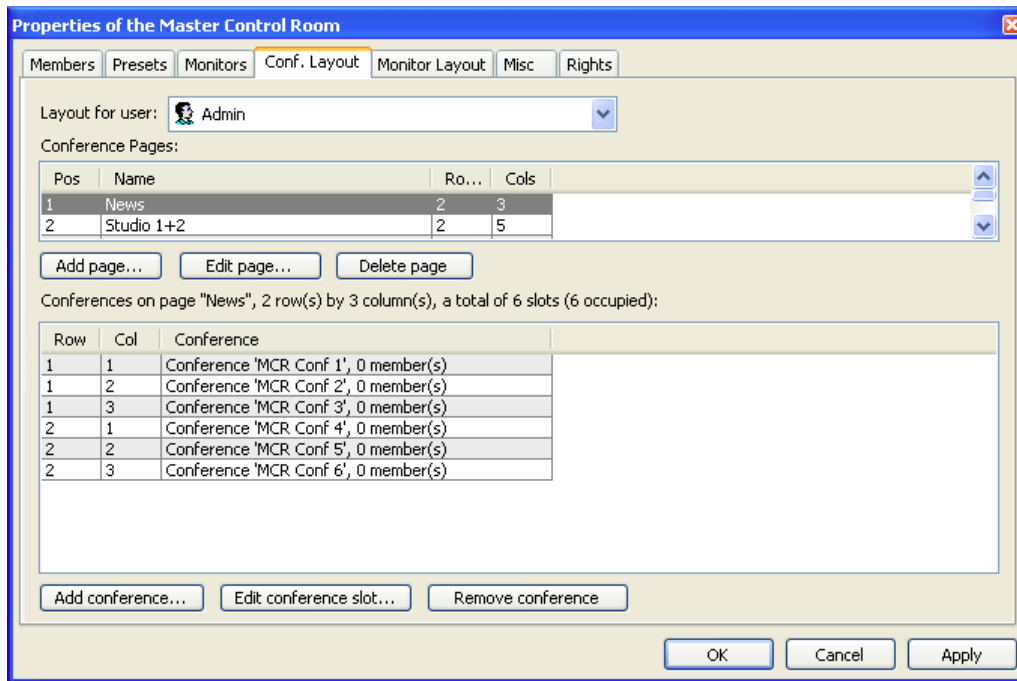 Properties of the Master Control Room
Members Presets Monitors Conf. Layout Monitor Layout Misc Rights
Layout for user: Admin
Conference Pages:
Pos Name Ro... Cols
1 News 2 3
2 Studio 1+2 2 5
Add page... Edit page... Delete page
Conferences on page "News", 2 row(s) by 3 column(s), a total of 6 slots (6 occupied):
Row Col Conference
1 1 Conference 'MCR Conf 1', 0 member(s)
1 2 Conference 'MCR Conf 2', 0 member(s)
1 3 Conference 'MCR Conf 3', 0 member(s)
2 1 Conference 'MCR Conf 4', 0 member(s)
2 2 Conference 'MCR Conf 5', 0 member(s)
2 3 Conference 'MCR Conf 6', 0 member(s)
Add conference... Edit conference slot... Remove conference
OK Cancel Apply